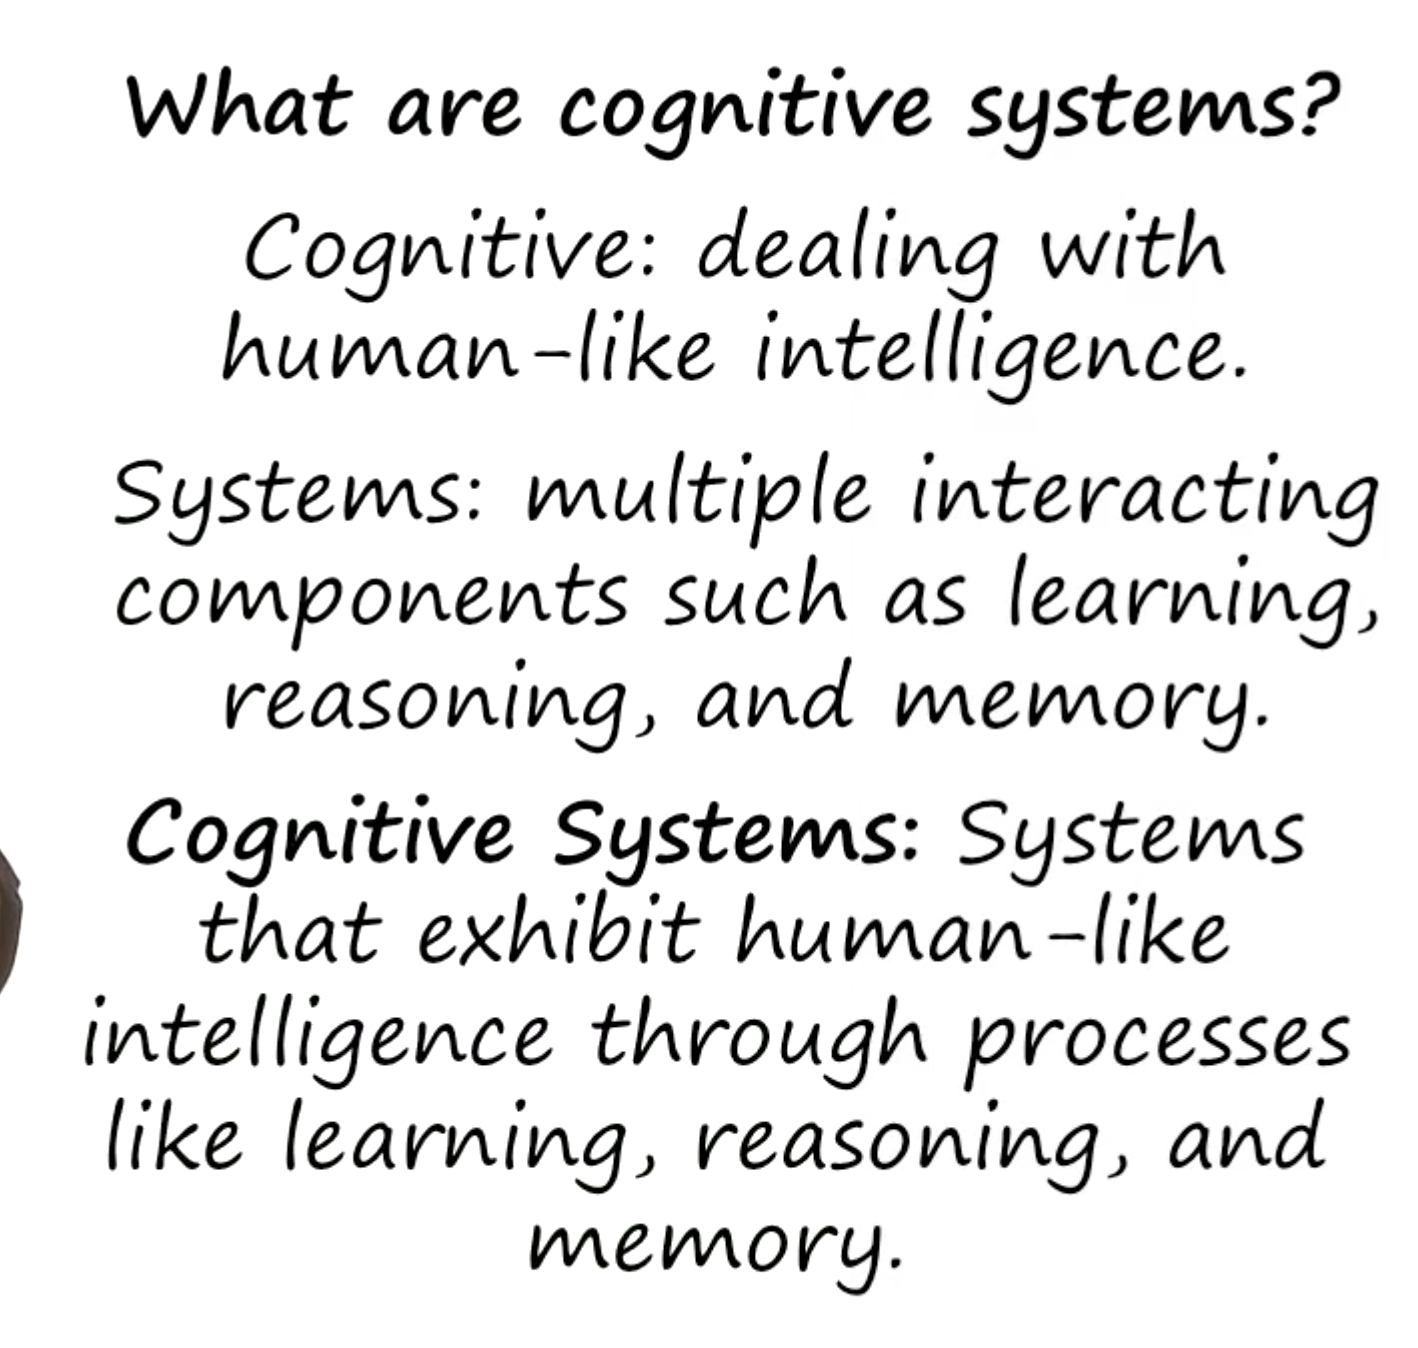 What are cognitive systems?
Cognitive: dealing with
human-like intelligence.
Systems: multiple interacting
components such as learning,
reasoning, and memory.
Cognitive Systems: Systems
that exhibit human-like
intelligence through processes
like learning, reasoning, and
memory.